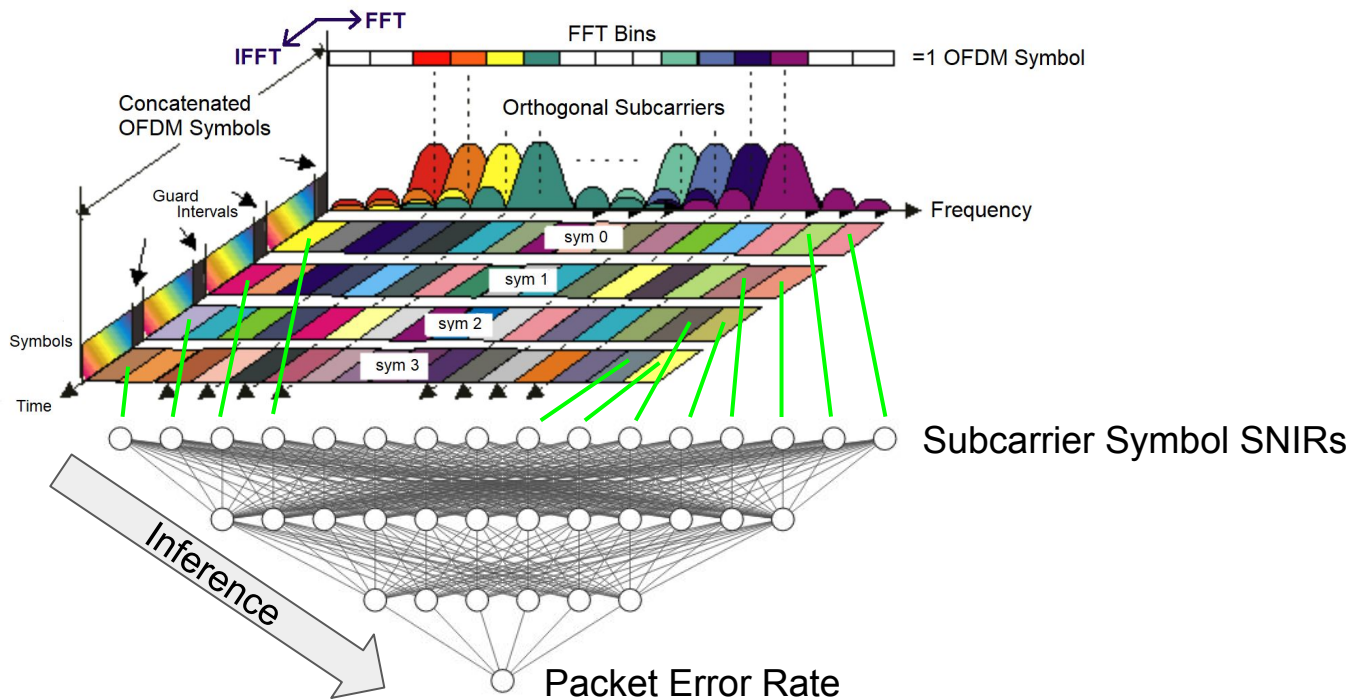 FFT
IFFT
FFT Bins
=1 OFDM Symbol
Concatenated
OFDM Symbols
Orthogonal Subcarriers
Guard
Intervals
Frequency
sym 0
sym 1
sym 2
sym 3
Symbols
Time
Subcarrier Symbol SNIRs
Inference
Packet Error Rate